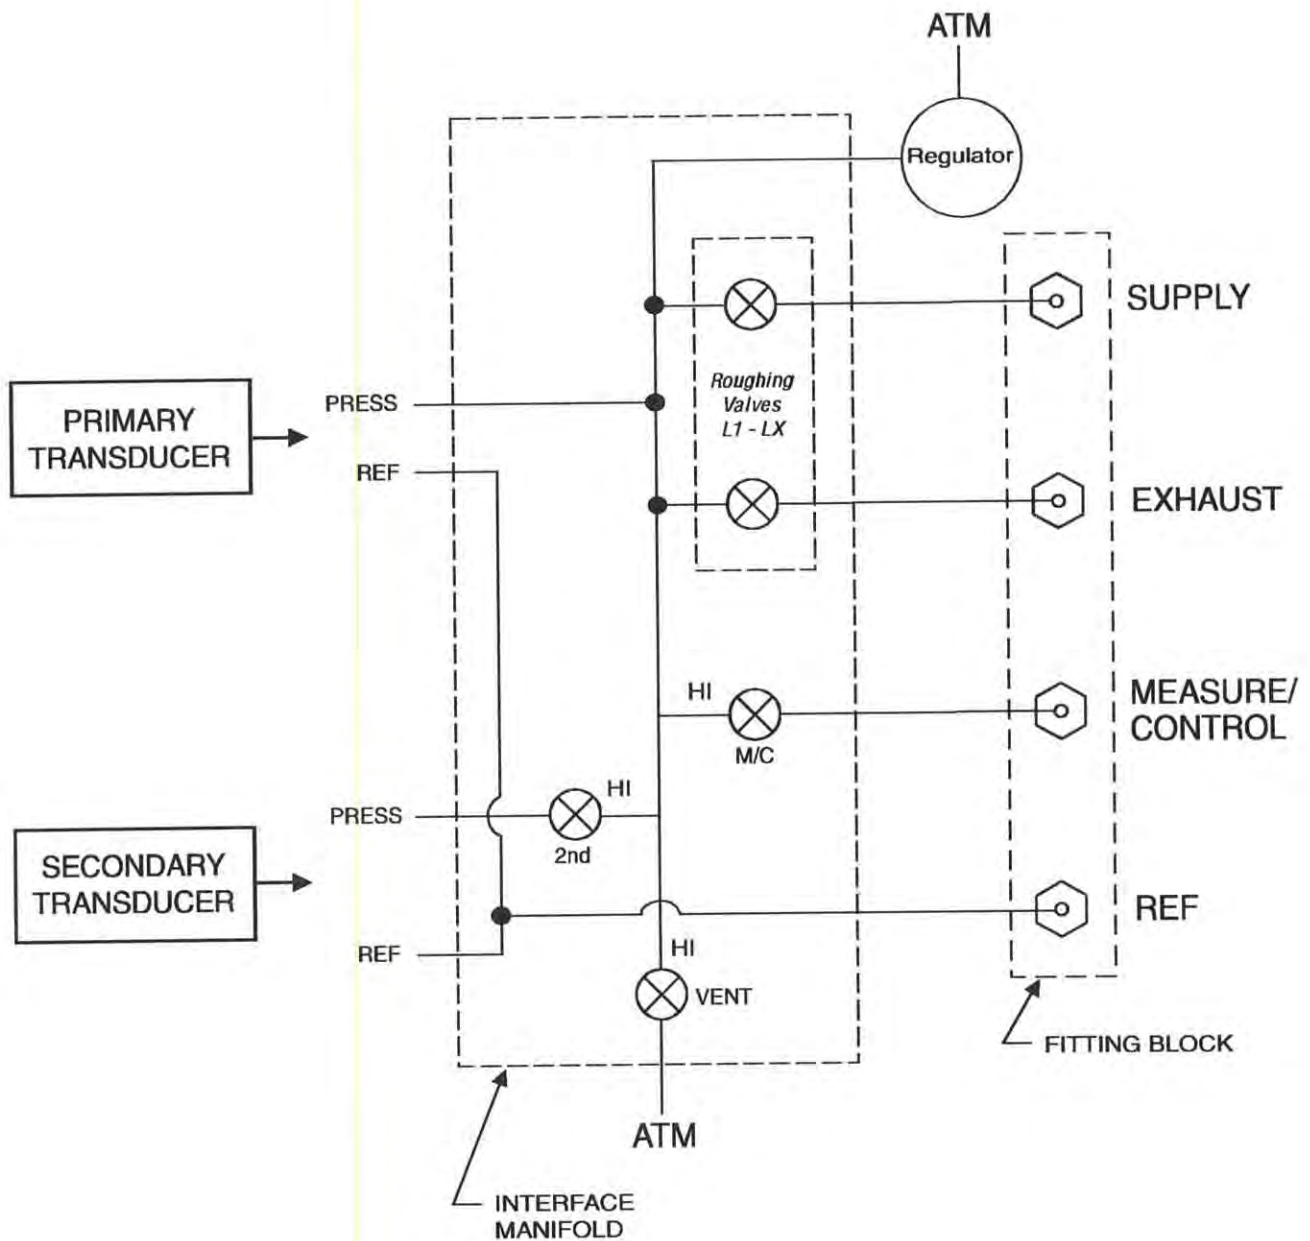 ATM
Regulator
SUPPLY
Roughing
Valves
L1 - LX
PRESS
PRIMARY
TRANSDUCER
REF
EXHAUST
HI
MEASURE/
CONTROL
M/C
HI
PRESS
2nd
SECONDARY
TRANSDUCER
REF
REF
HI
VENT
FITTING BLOCK
ATM
INTERFACE
MANIFOLD